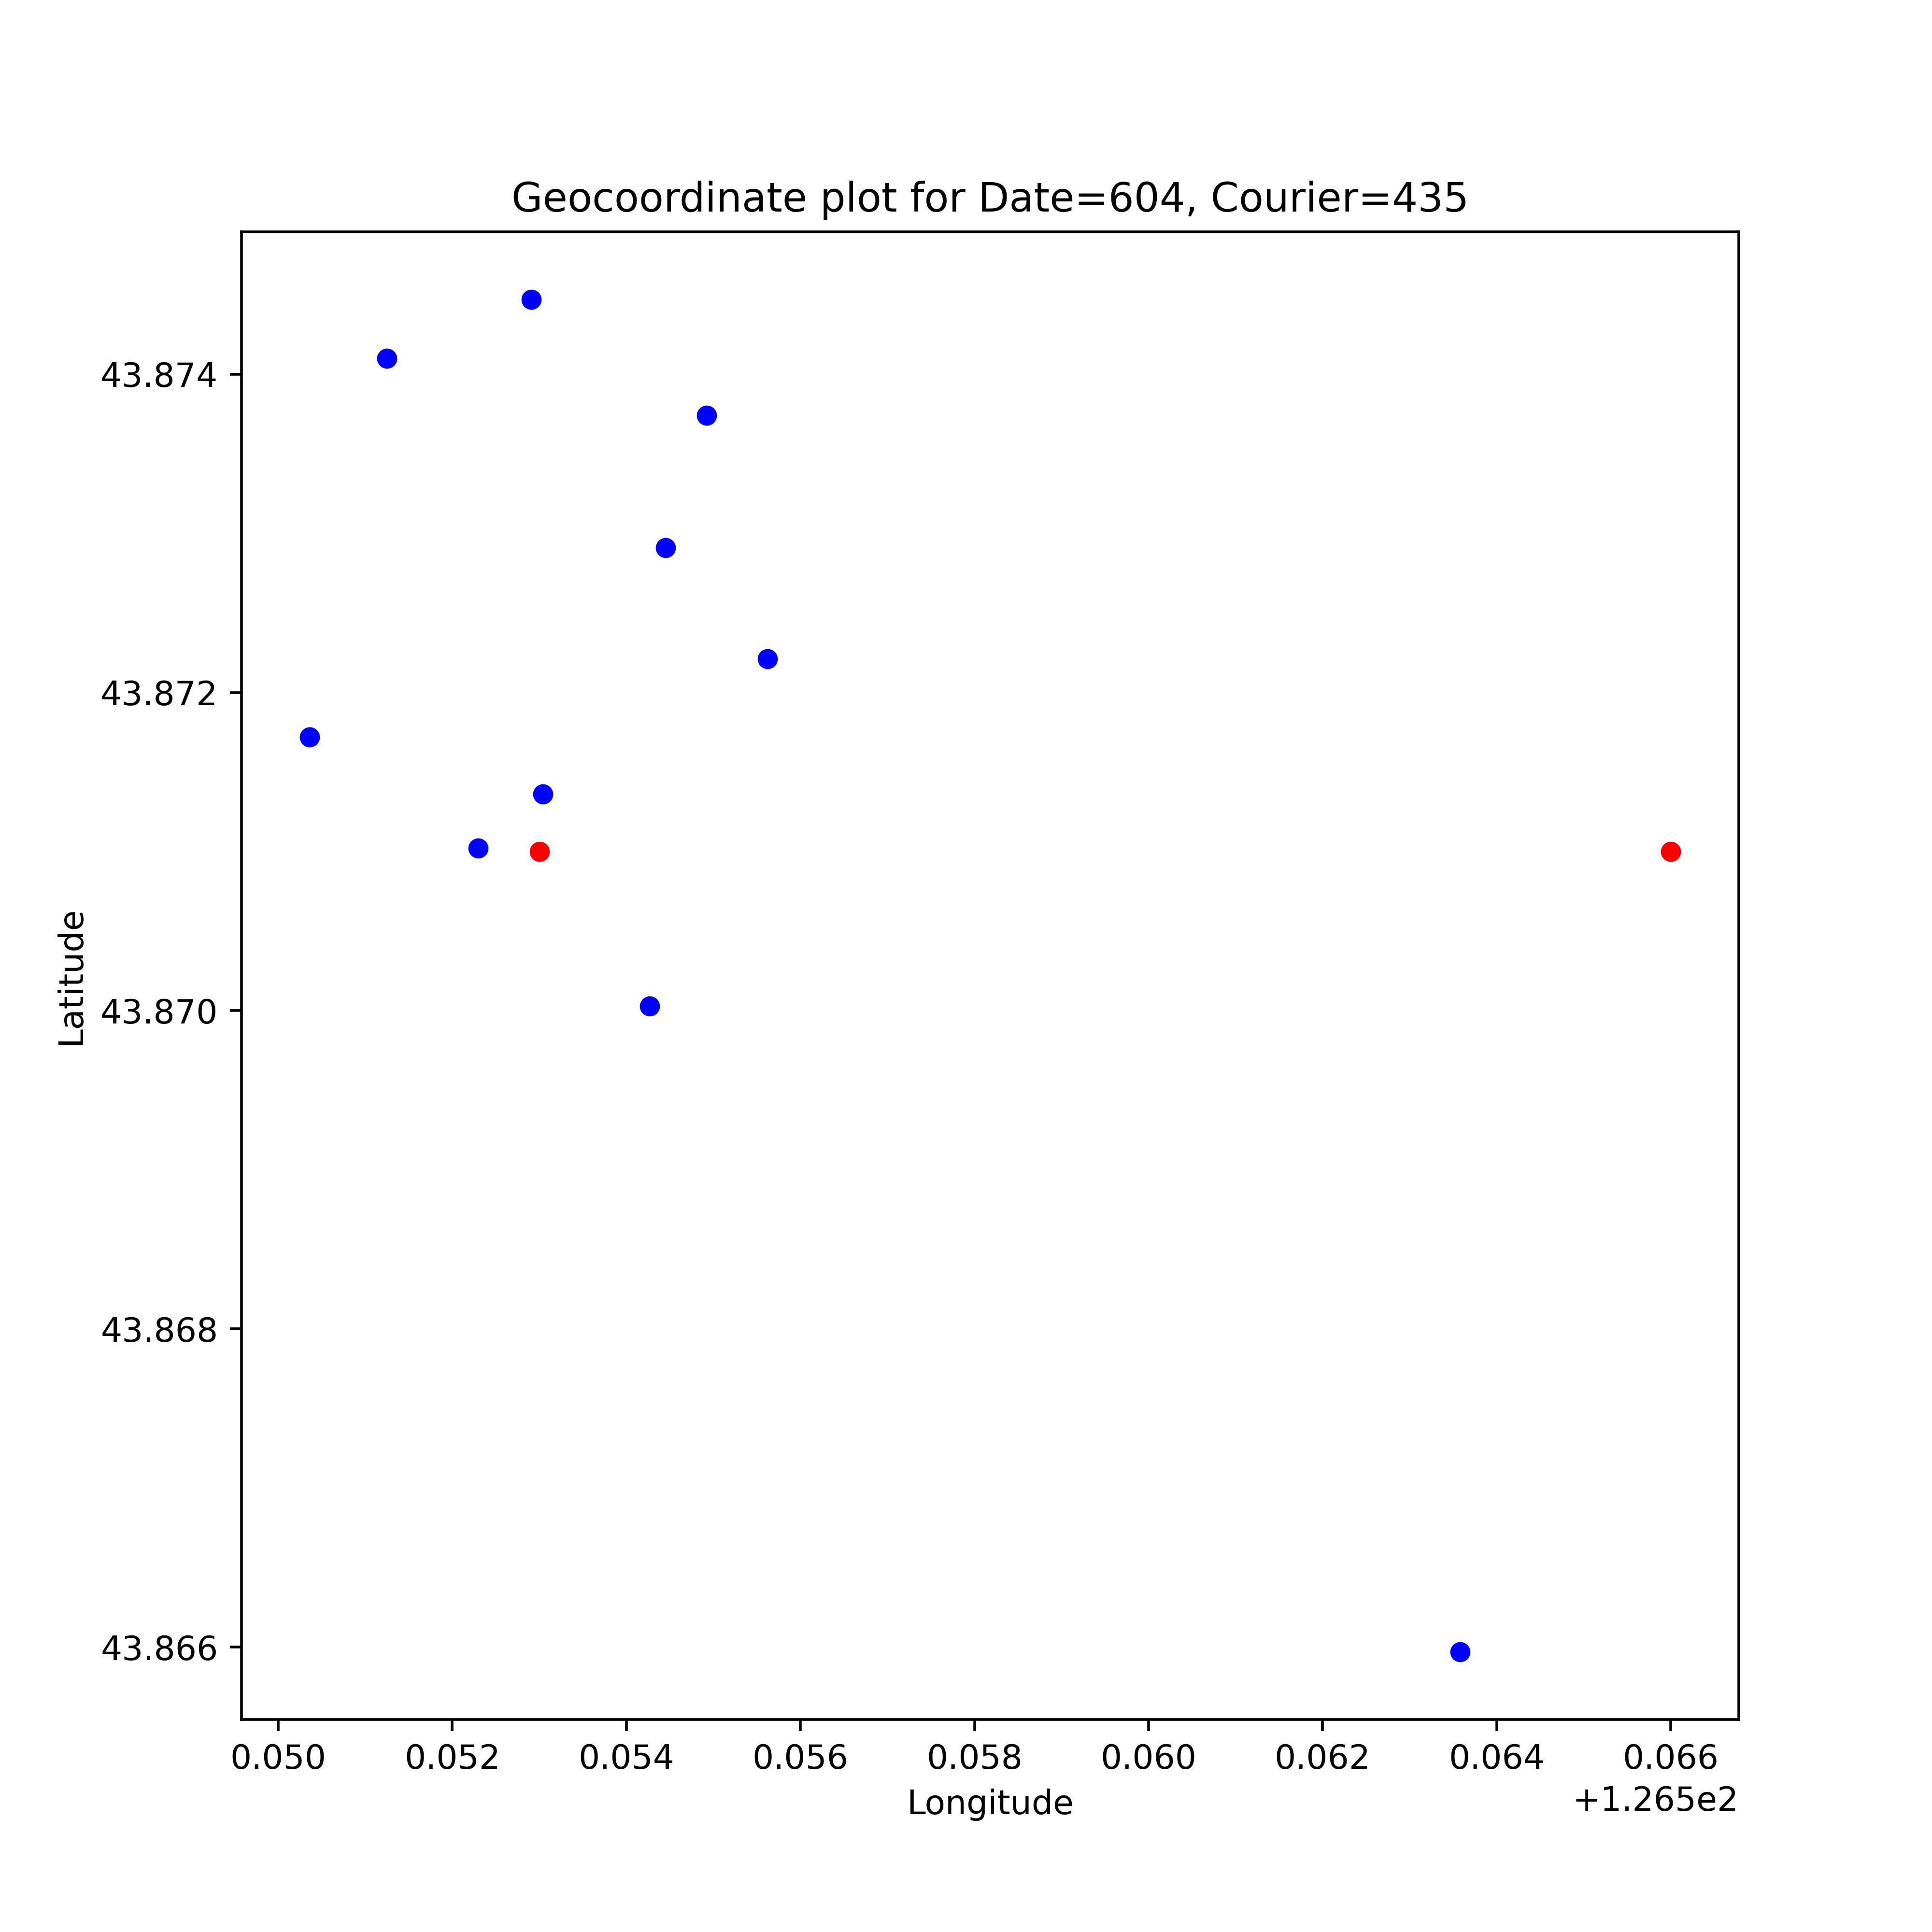 Geocoordinate plot for Date=604, Courier=435
43.874
43.872
43.870
43.868
43.866
Latitude
0.050 0.052 0.054 0.056 0.058 0.060 0.062 0.064 0.066
+1.265e2
Longitude